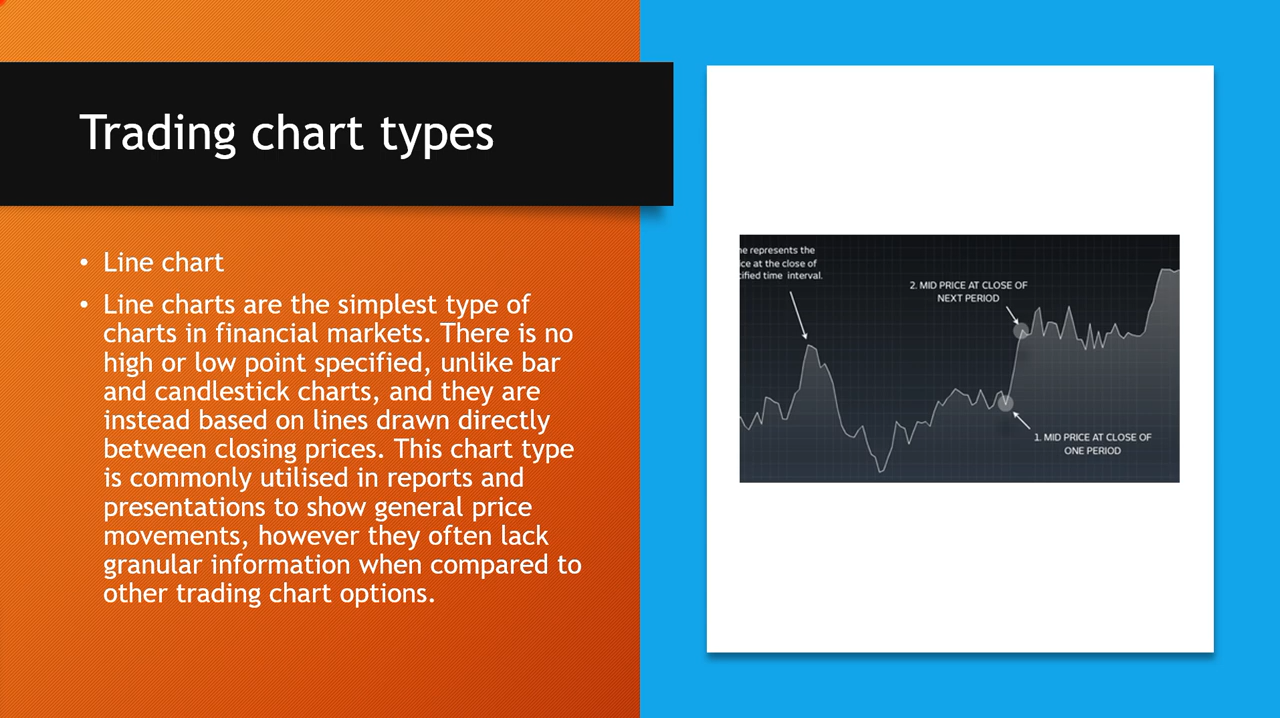 Trading chart types
• Line chart
• Line charts are the simplest type of
charts in financial markets. There is no
high or low point specified, unlike bar
and candlestick charts, and they are
instead based on lines drawn directly
between closing prices. This chart type
is commonly utilised in reports and
presentations to show general price
movements, however they often lack
granular information when compared to
other trading chart options.
represents the
at the close of
time interval.
2. MID PRICE AT CLOSE OF
NEXT PERIOD
1. MID PRICE AT CLOSE OF
ONE PERIOD